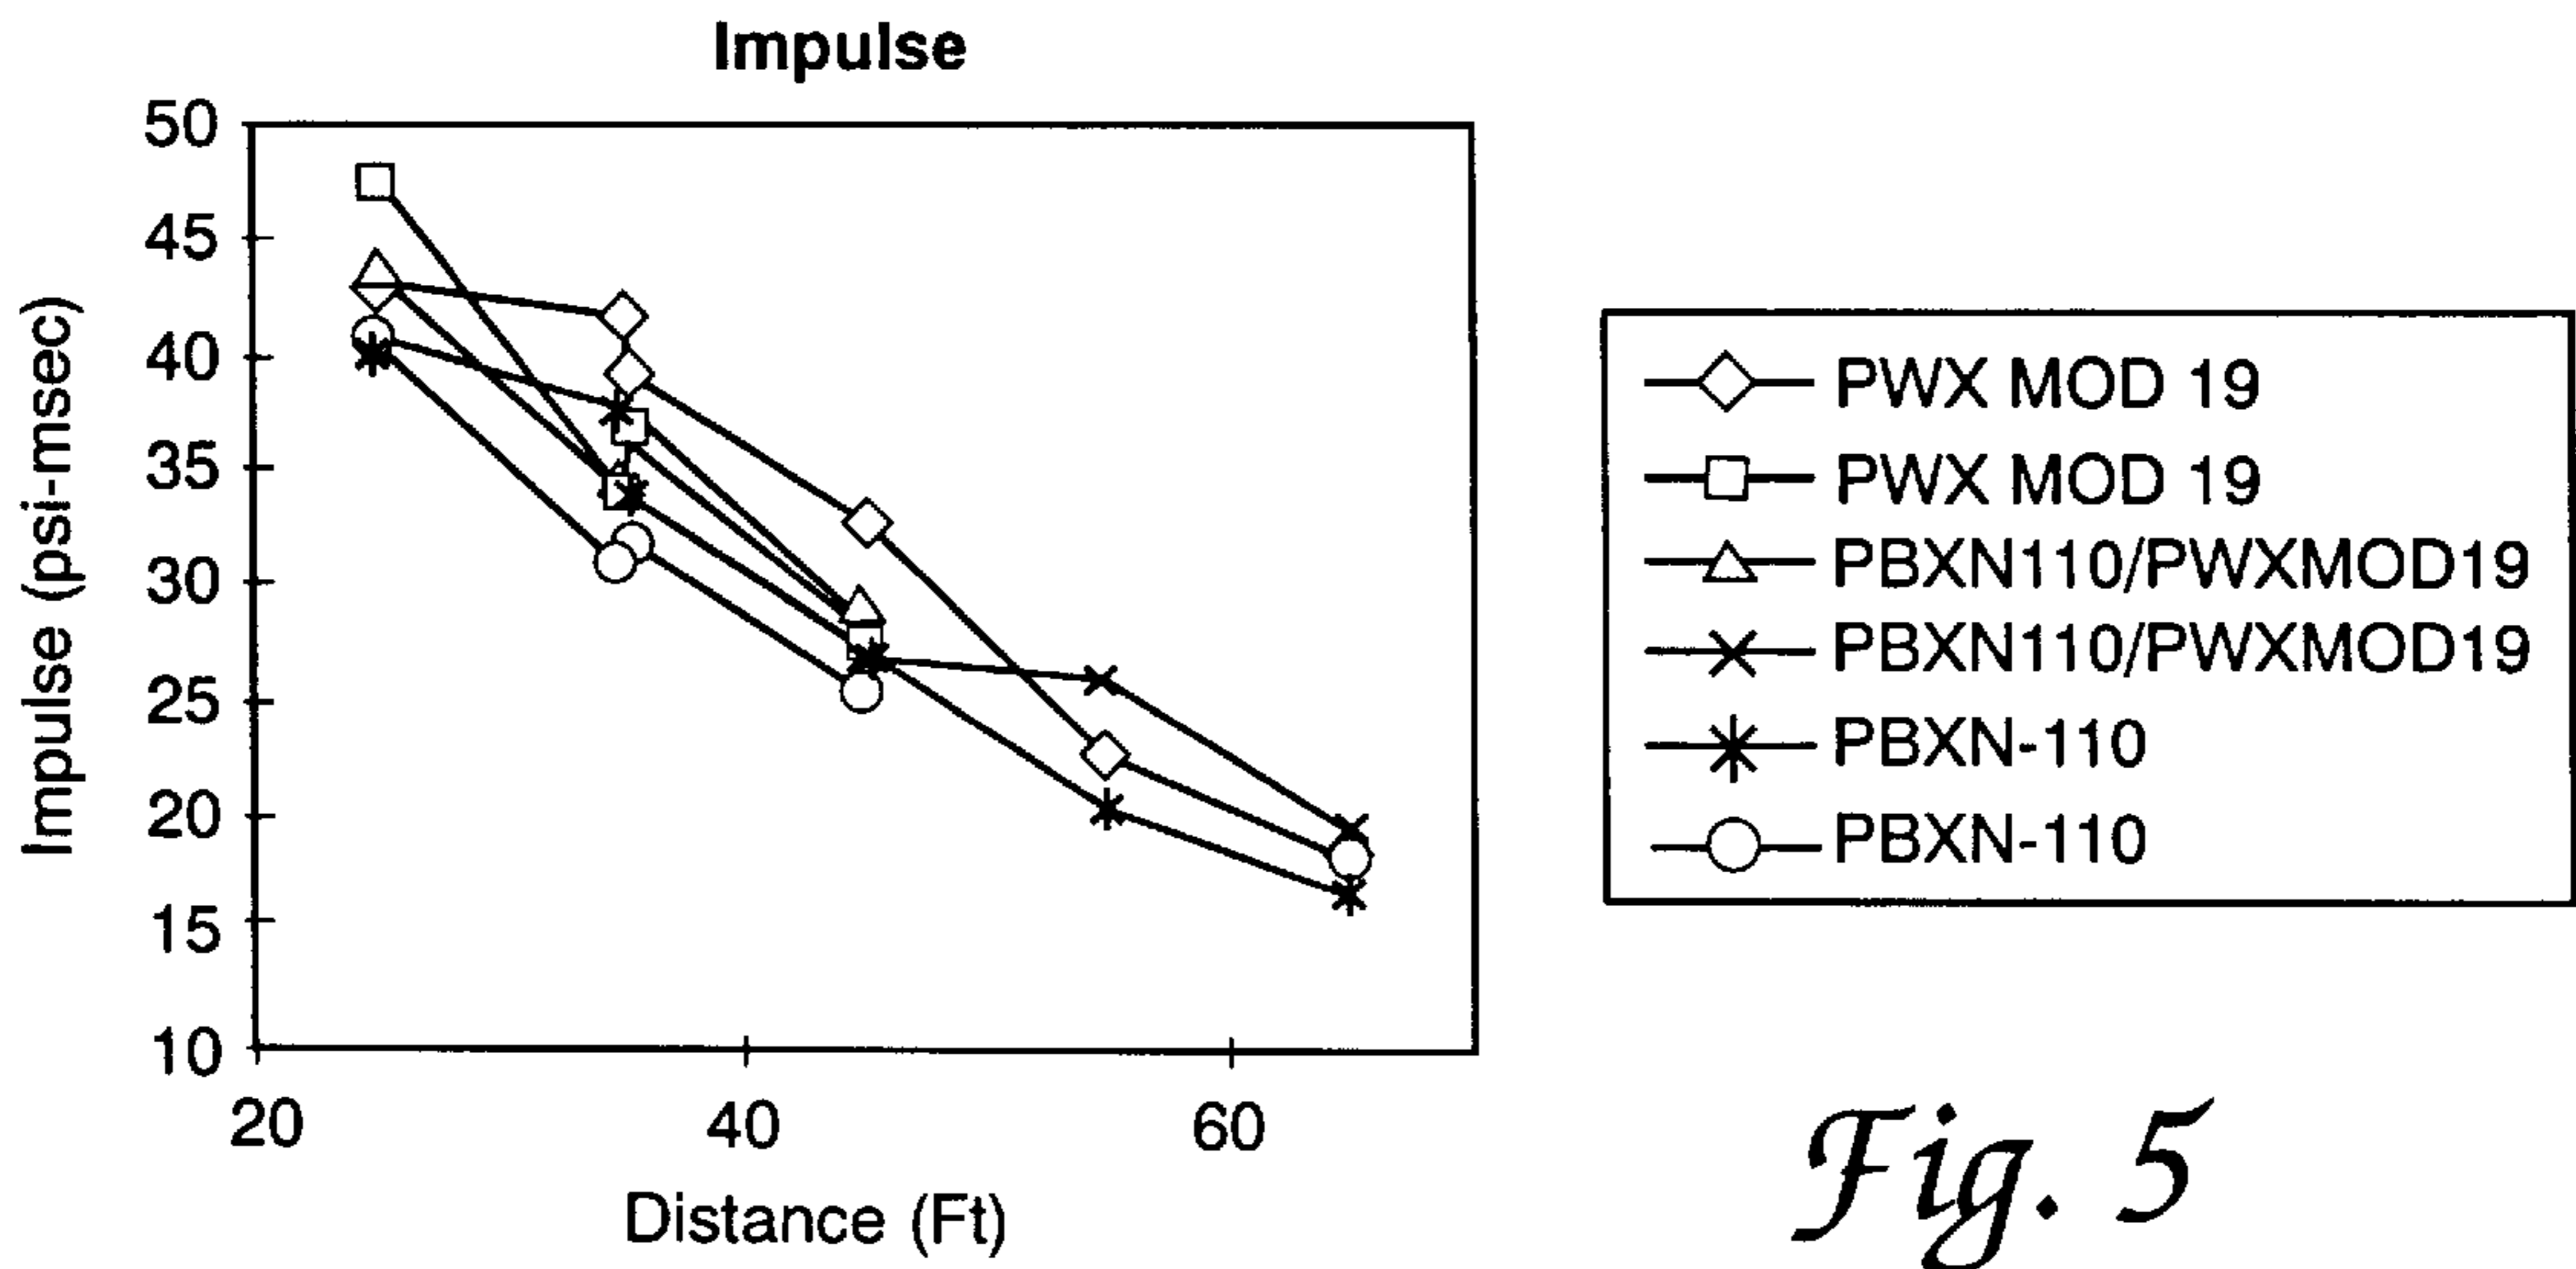 Impulse
50
45
40
35
30
25
20
15
10
Impulse (psi-msec)
20 40 60
Distance (Ft)
PWX MOD 19
PWX MOD 19
PBXN110/PWXMOD19
PBXN110/PWXMOD19
PBXN-110
PBXN-110
Fig. 5